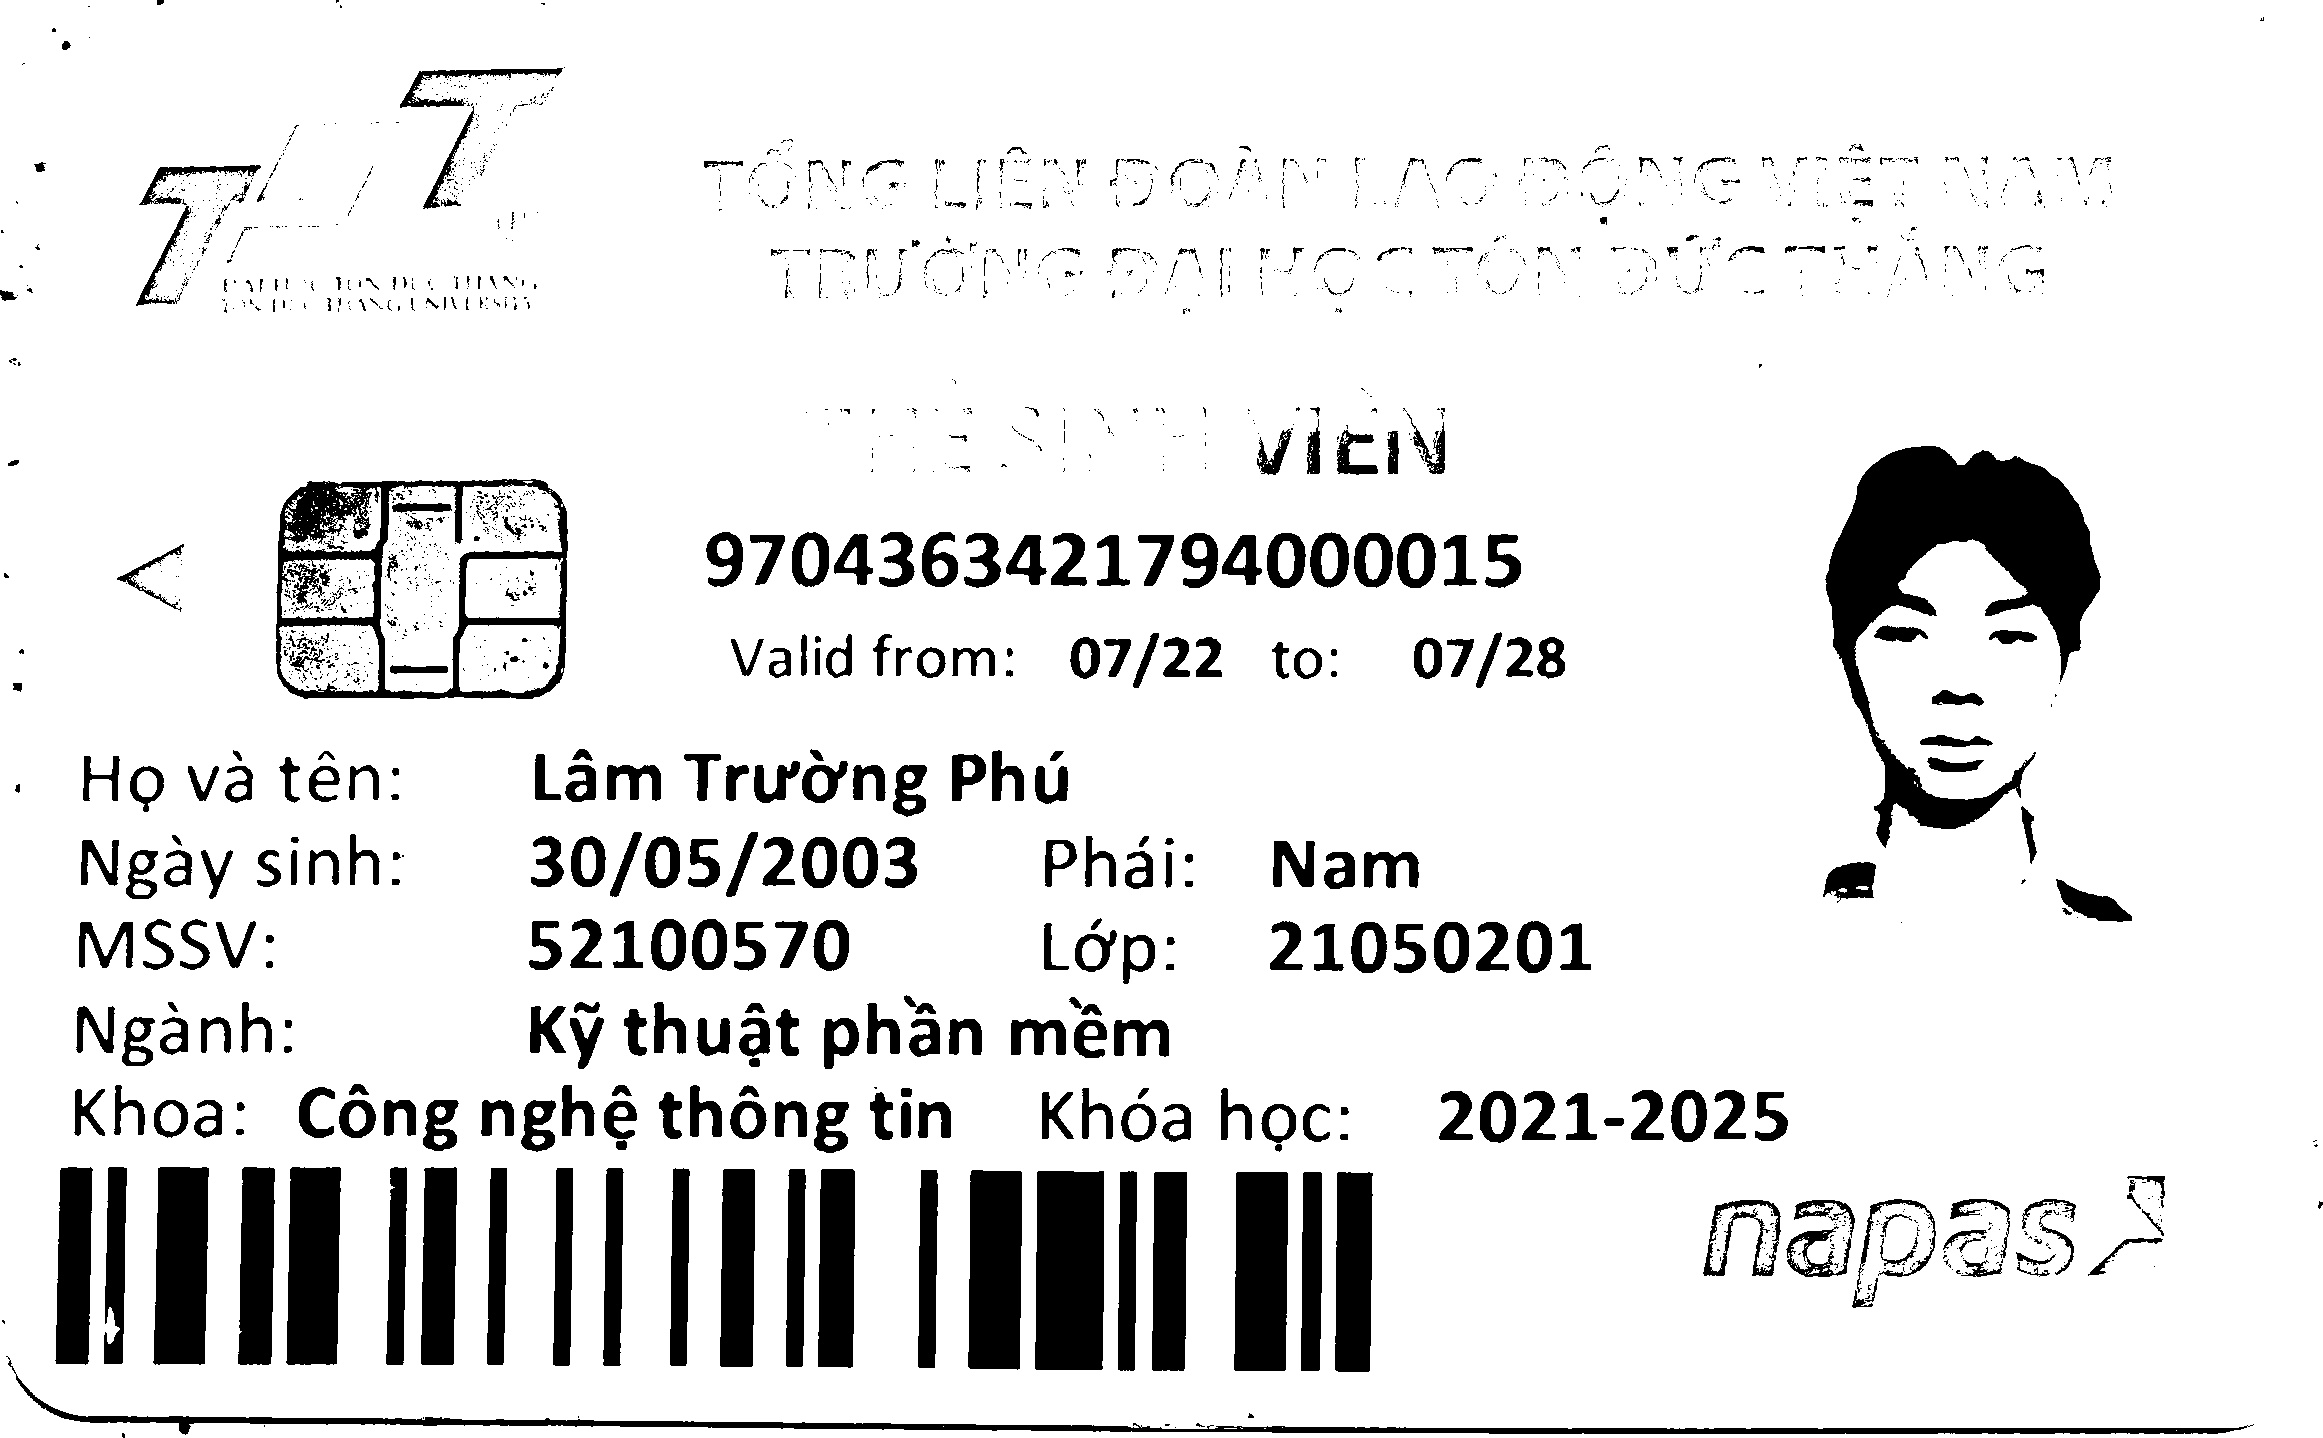 TỔNG LIÊN ĐOÀN LAO ĐỘNG VIỆT NAM
TRƯỜNG ĐẠI HỌC TÔN ĐỨC THẮNG
ĐẠI HỌC TÔN ĐỨC THẮNG
TON DUC THANG UNIVERSITY
THẺ SINH VIÊN
9704363421794000015
Valid from: 07/22 to: 07/28
Họ và tên: Lâm Trường Phú
Ngày sinh: 30/05/2003 Phái: Nam
MSSV: 52100570 Lớp: 21050201
Ngành: Kỹ thuật phần mềm
Khoa: Công nghệ thông tin Khóa học: 2021-2025
napas